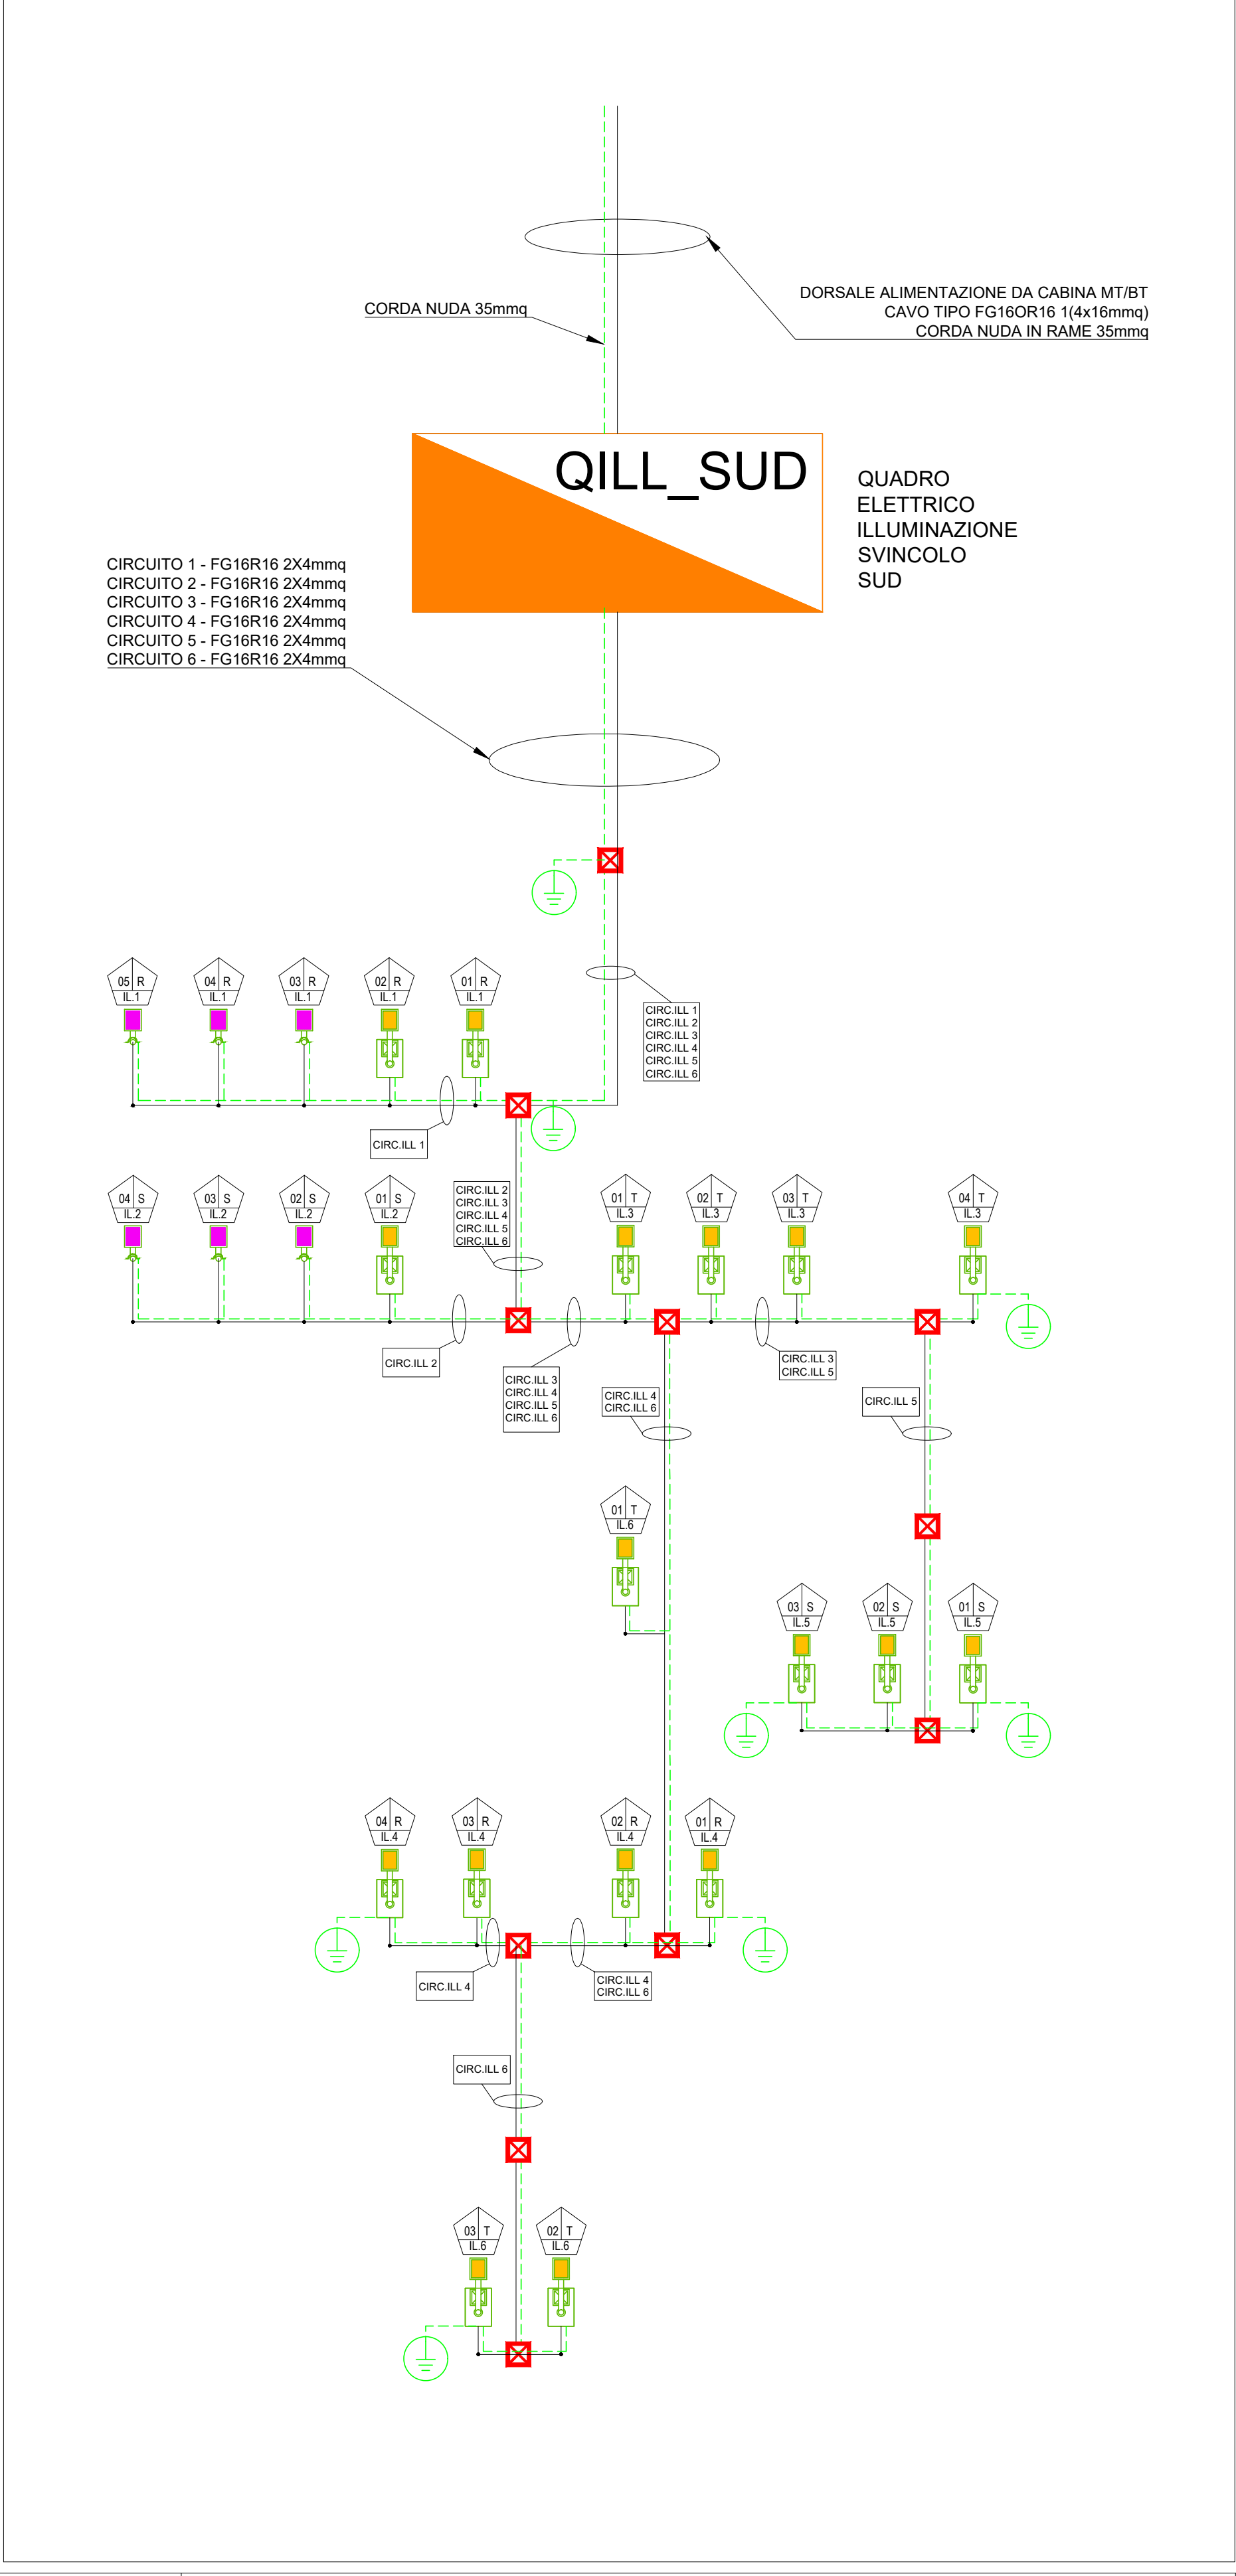 DORSALE ALIMENTAZIONE DA CABINA MT/BT
CAVO TIPO FG16OR16 1(4x16mmq)
CORDA NUDA IN RAME 35mmq
CORDA NUDA 35mmq
QILL_SUD
QUADRO
ELETTRICO
ILLUMINAZIONE
SVINCOLO
SUD
CIRCUITO 1 - FG16R16 2X4mmq
CIRCUITO 2 - FG16R16 2X4mmq
CIRCUITO 3 - FG16R16 2X4mmq
CIRCUITO 4 - FG16R16 2X4mmq
CIRCUITO 5 - FG16R16 2X4mmq
CIRCUITO 6 - FG16R16 2X4mmq
05 R
IL.1
04 R
IL.1
03 R
IL.1
02 R
IL.1
01 R
IL.1
CIRC.ILL 1
CIRC.ILL 2
CIRC.ILL 3
CIRC.ILL 4
CIRC.ILL 5
CIRC.ILL 6
CIRC.ILL 1
04 S
IL.2
03 S
IL.2
02 S
IL.2
01 S
IL.2
CIRC.ILL 2
CIRC.ILL 3
CIRC.ILL 4
CIRC.ILL 5
CIRC.ILL 6
01 T
IL.3
02 T
IL.3
03 T
IL.3
04 T
IL.3
CIRC.ILL 2
CIRC.ILL 3
CIRC.ILL 4
CIRC.ILL 5
CIRC.ILL 6
CIRC.ILL 4
CIRC.ILL 6
CIRC.ILL 3
CIRC.ILL 5
CIRC.ILL 5
01 T
IL.6
03 S
IL.5
02 S
IL.5
01 S
IL.5
04 R
IL.4
03 R
IL.4
02 R
IL.4
01 R
IL.4
CIRC.ILL 4
CIRC.ILL 4
CIRC.ILL 6
CIRC.ILL 6
03 T
IL.6
02 T
IL.6